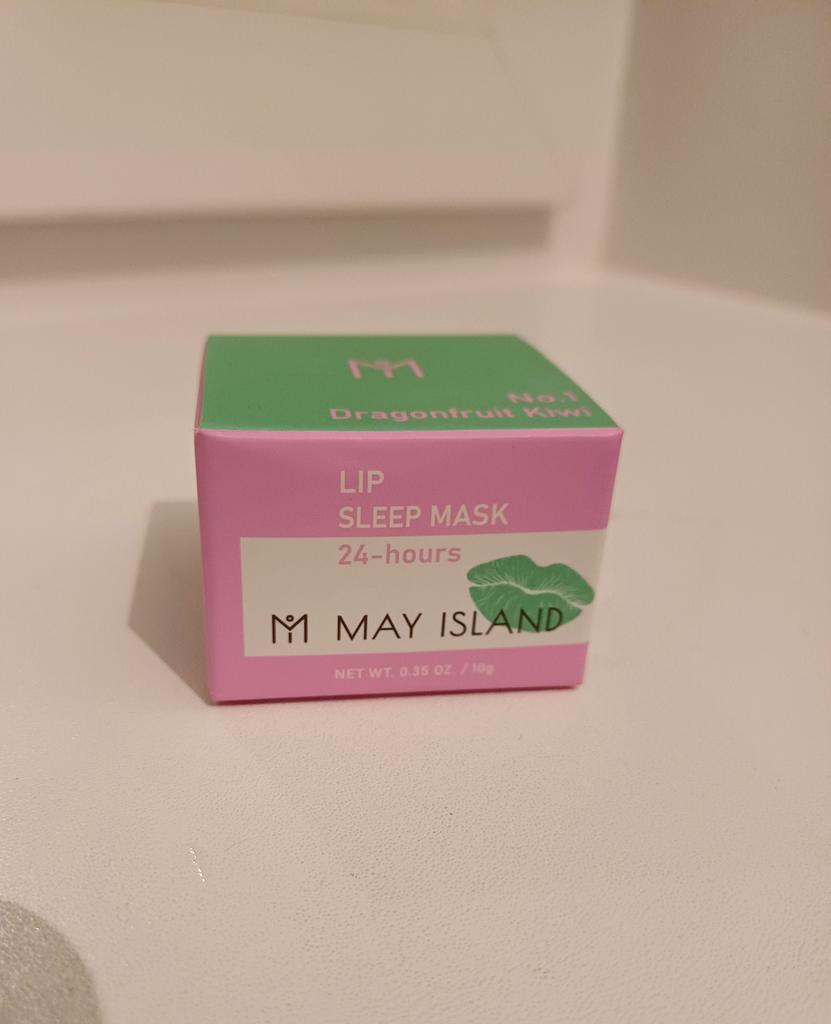 No.1
Dragonfruit Kiwi
LIP
SLEEP MASK
24-hours
MAY ISLAND
NET WT. 0.35 OZ. / 10g